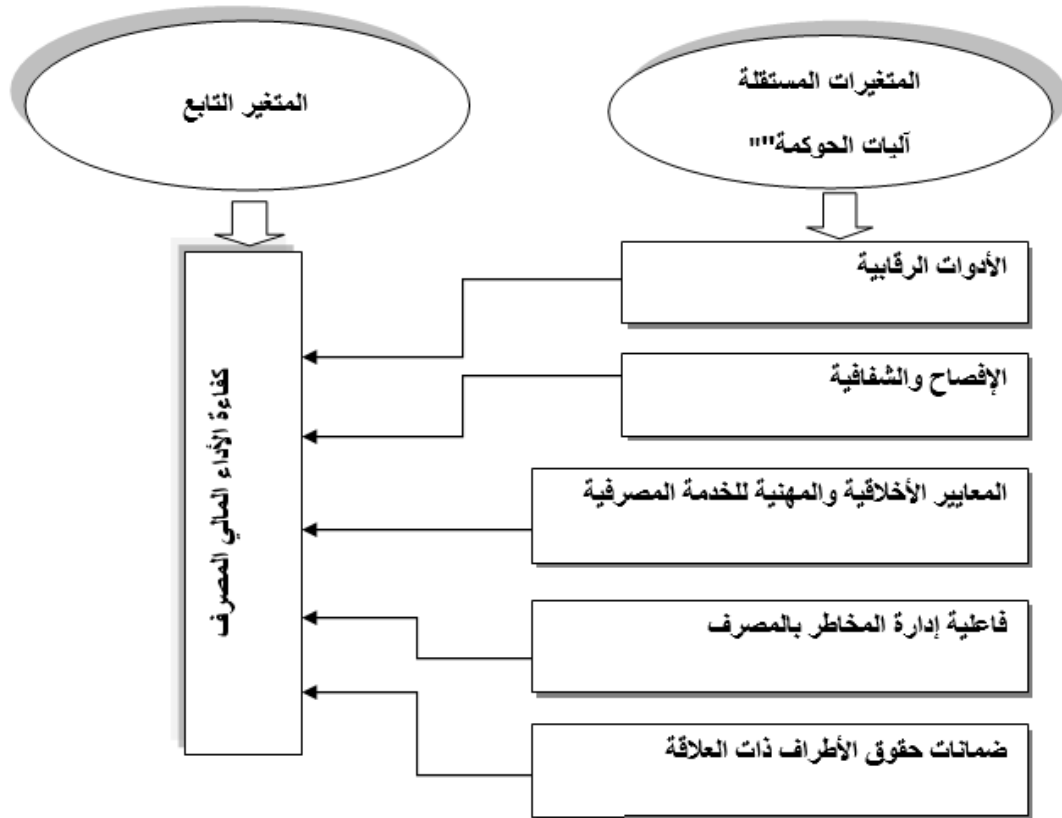 المتغيرات المستقلة
آليات الحوكمة""
المتغير التابع
الأدوات الرقابية
الإفصاح والشفافية
المعايير الأخلاقية والمهنية للخدمة المصرفية
فاعلية إدارة المخاطر بالمصرف
ضمانات حقوق الأطراف ذات العلاقة
كفاءة الأداء المالي المصرف